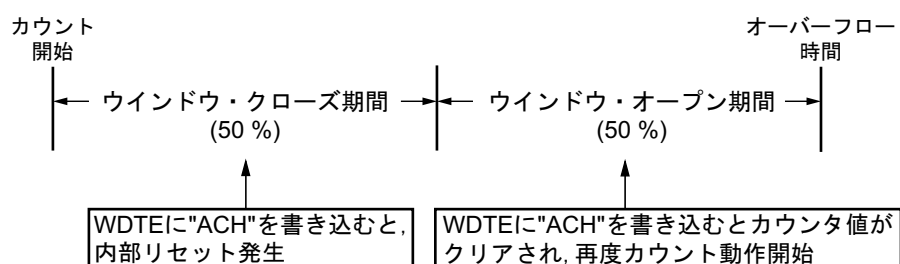 カウント
開始
オーバーフロー
時間
ウインドウ・クローズ期間
(50 %)
ウインドウ・オープン期間
(50 %)
WDTEに"ACH"を書き込むと,
内部リセット発生
WDTEに"ACH"を書き込むとカウンタ値が
クリアされ, 再度カウント動作開始